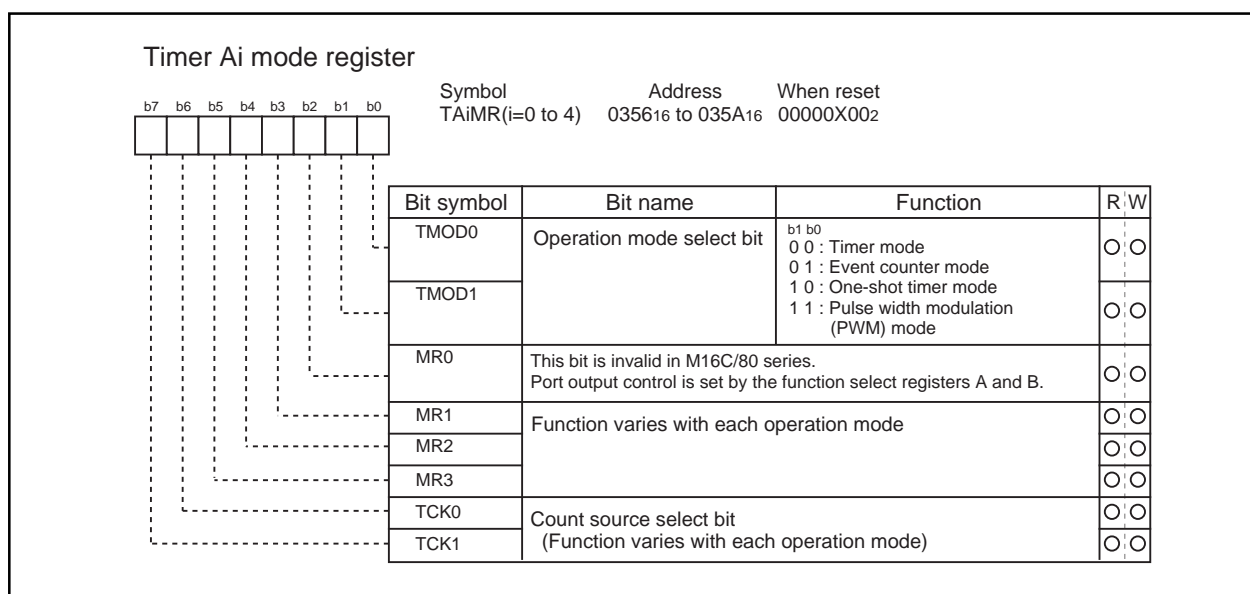 Timer Ai mode register
Symbol Address When reset
TAiMR(i=0 to 4) 035616 to 035A16 00000X002
b7 b6 b5 b4 b3 b2 b1 b0
Bit symbol Bit name Function R W
TMOD0 Operation mode select bit b1 b0
0 0 : Timer mode
0 1 : Event counter mode
TMOD1 1 0 : One-shot timer mode
1 1 : Pulse width modulation
(PWM) mode
MR0 This bit is invalid in M16C/80 series.
Port output control is set by the function select registers A and B.
MR1 Function varies with each operation mode
MR2
MR3
TCK0 Count source select bit
TCK1 (Function varies with each operation mode)